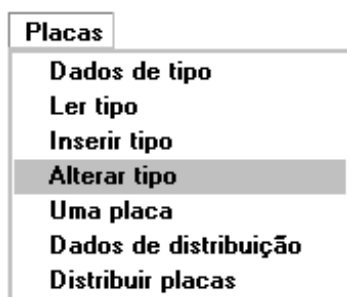 Placas
Dados de tipo
Ler tipo
Inserir tipo
Alterar tipo
Uma placa
Dados de distribuição
Distribuir placas